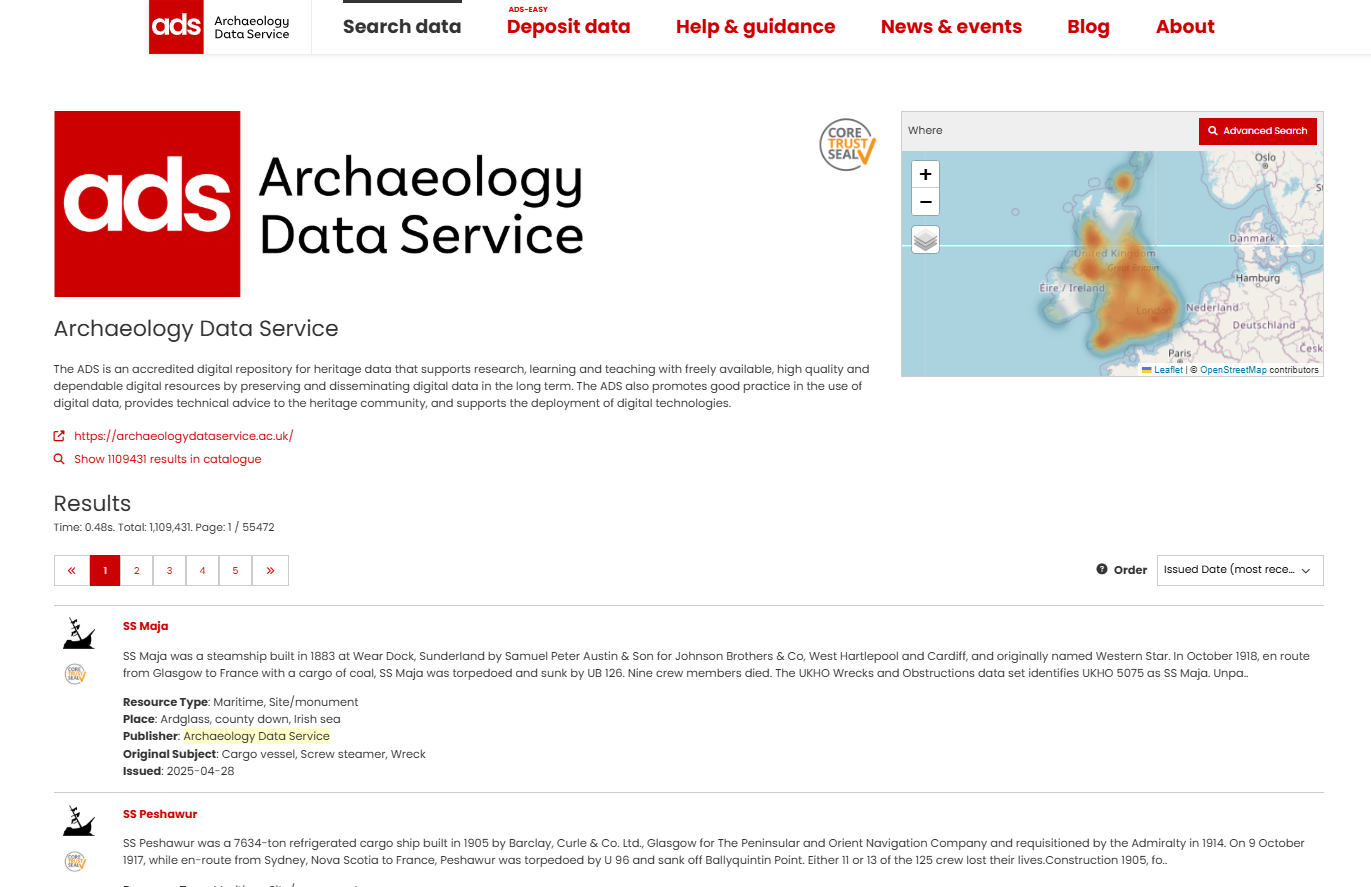 ads Archaeology Data Service
Search data
ADS-EASY
Deposit data
Help & guidance
News & events
Blog
About
ads Archaeology
Data Service
CORE
TRUST
SEAL
Where
Advanced Search
+
−
Oslo
Danmark
United Kingdom
Great Britain
Hamburg
Éire / Ireland
Nederland
London
Deutschland
Paris
Česk
Leaflet | © OpenStreetMap contributors
Archaeology Data Service
The ADS is an accredited digital repository for heritage data that supports research, learning and teaching with freely available, high quality and
dependable digital resources by preserving and disseminating digital data in the long term. The ADS also promotes good practice in the use of
digital data, provides technical advice to the heritage community, and supports the deployment of digital technologies.
https://archaeologydataservice.ac.uk/
Show 1109431 results in catalogue
Results
Time: 0.48s. Total: 1,109,431. Page: 1 / 55472
« 1 2 3 4 5 »
? Order Issued Date (most rece...
SS Maja
CORE
TRUST
SEAL
SS Maja was a steamship built in 1883 at Wear Dock, Sunderland by Samuel Peter Austin & Son for Johnson Brothers & Co, West Hartlepool and Cardiff, and originally named Western Star. In October 1918, en route
from Glasgow to France with a cargo of coal, SS Maja was torpedoed and sunk by UB 126. Nine crew members died. The UKHO Wrecks and Obstructions data set identifies UKHO 5075 as SS Maja. Unpa..
Resource Type: Maritime, Site/monument
Place: Ardglass, county down, Irish sea
Publisher: Archaeology Data Service
Original Subject: Cargo vessel, Screw steamer, Wreck
Issued: 2025-04-28
SS Peshawur
CORE
TRUST
SEAL
SS Peshawur was a 7634-ton refrigerated cargo ship built in 1905 by Barclay, Curle & Co. Ltd., Glasgow for The Peninsular and Orient Navigation Company and requisitioned by the Admiralty in 1914. On 9 October
1917, while en-route from Sydney, Nova Scotia to France, Peshawur was torpedoed by U 96 and sank off Ballyquintin Point. Either 11 or 13 of the 125 crew lost their lives.Construction 1905, fo..